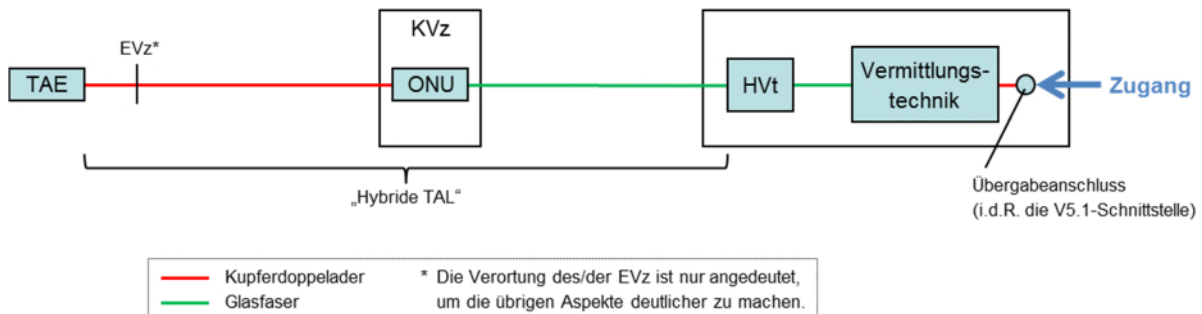 KVz
EVz*
TAE
ONU
HVt
Vermittlungs-
technik
Zugang
„Hybride TAL“
Übergabeanschluss
(i.d.R. die V5.1-Schnittstelle)
Kupferdoppelader
Glasfaser
* Die Verortung des/der EVz ist nur angedeutet,
um die übrigen Aspekte deutlicher zu machen.